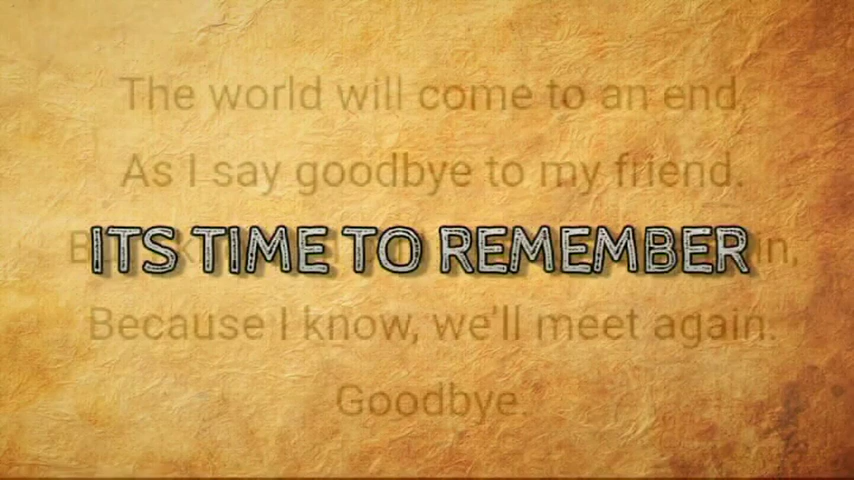 The world will come to an end,
As I say goodbye to my friend.
ITS TIME TO REMEMBER
Because I know, we'll meet again.
Goodbye.